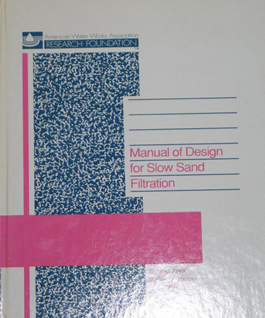 American Water Works Association
RESEARCH FOUNDATION
Manual of Design
for Slow Sand
Filtration